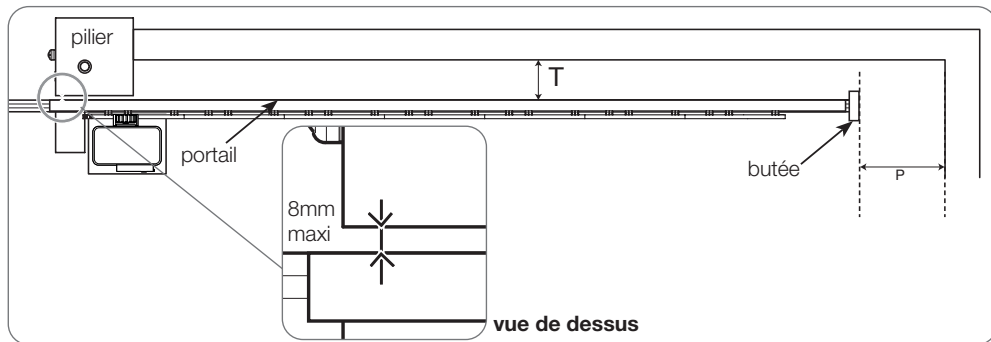 pilier
T
portail
butée
P
8mm
maxi
vue de dessus